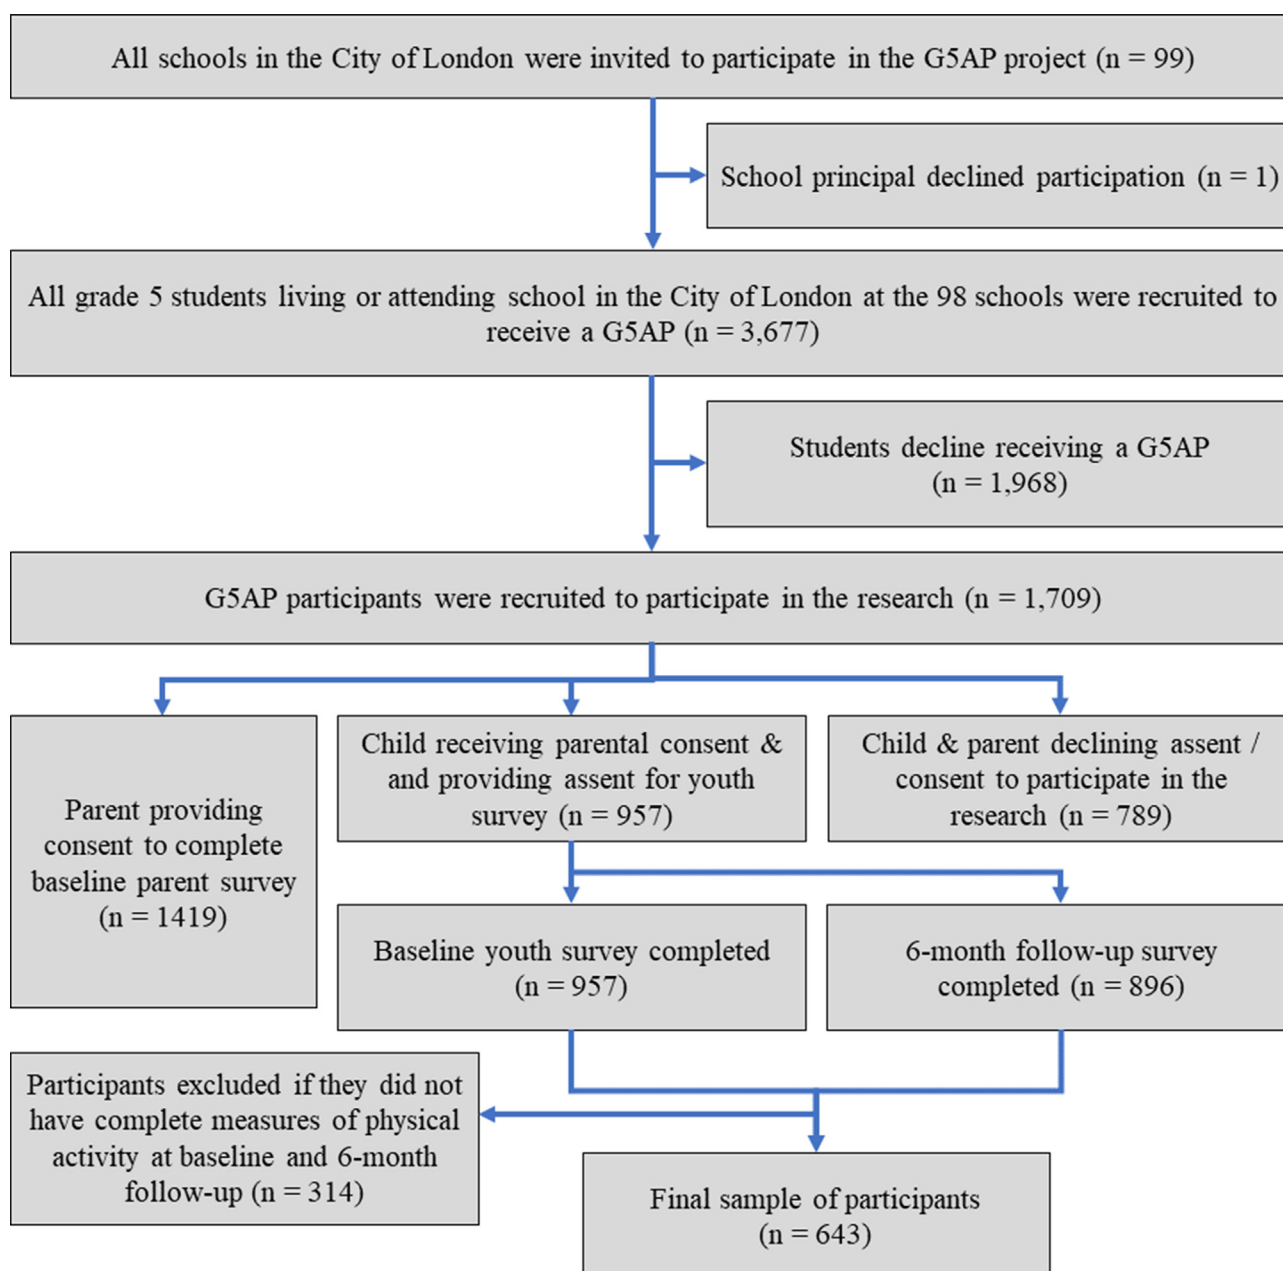 All schools in the City of London were invited to participate in the G5AP project (n = 99)
School principal declined participation (n = 1)
All grade 5 students living or attending school in the City of London at the 98 schools were recruited to
receive a G5AP (n = 3,677)
Students decline receiving a G5AP
(n = 1,968)
G5AP participants were recruited to participate in the research (n = 1,709)
Parent providing
consent to complete
baseline parent survey
(n = 1419)
Child receiving parental consent &
and providing assent for youth
survey (n = 957)
Child & parent declining assent /
consent to participate in the
research (n = 789)
Baseline youth survey completed
(n = 957)
6-month follow-up survey
completed (n = 896)
Participants excluded if they did not
have complete measures of physical
activity at baseline and 6-month
follow-up (n = 314)
Final sample of participants
(n = 643)